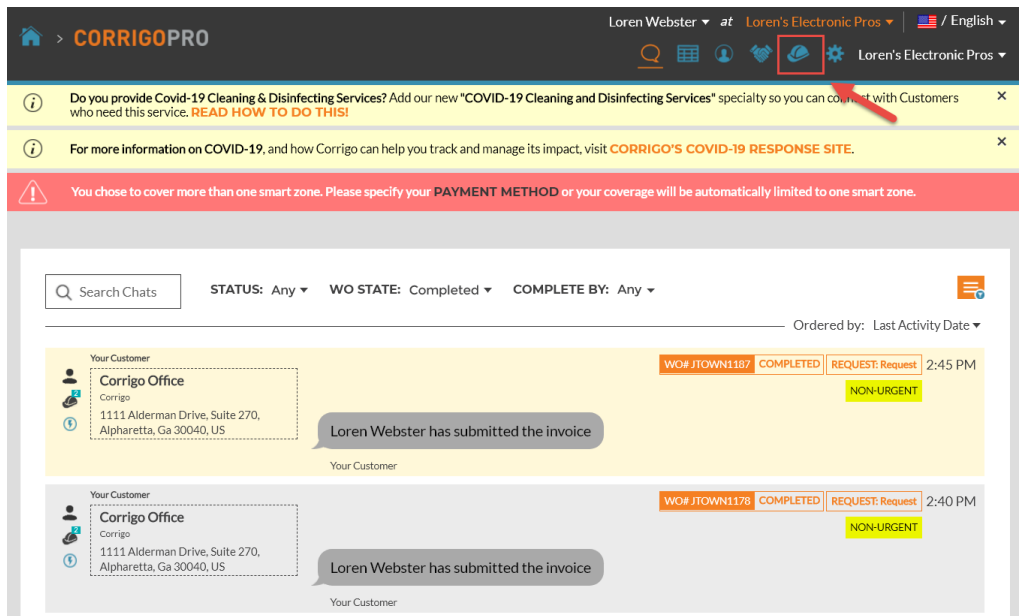 Loren Webster at Loren's Electronic Pros / English
> CORRIGOPRO
Loren's Electronic Pros
Do you provide Covid-19 Cleaning & Disinfecting Services? Add our new "COVID-19 Cleaning and Disinfecting Services" specialty so you can connect with Customers
who need this service. READ HOW TO DO THIS!
For more information on COVID-19, and how Corrigo can help you track and manage its impact, visit CORRIGO'S COVID-19 RESPONSE SITE.
You chose to cover more than one smart zone. Please specify your PAYMENT METHOD or your coverage will be automatically limited to one smart zone.
Search Chats STATUS: Any WO STATE: Completed COMPLETE BY: Any
Ordered by: Last Activity Date
Your Customer
WO# JTOWN1187 COMPLETED REQUEST: Request 2:45 PM
Corrigo Office
NON-URGENT
2
Corrigo
1111 Alderman Drive, Suite 270,
Alpharetta, Ga 30040, US
Loren Webster has submitted the invoice
Your Customer
Your Customer
WO# JTOWN1178 COMPLETED REQUEST: Request 2:40 PM
Corrigo Office
NON-URGENT
2
Corrigo
1111 Alderman Drive, Suite 270,
Alpharetta, Ga 30040, US
Loren Webster has submitted the invoice
Your Customer